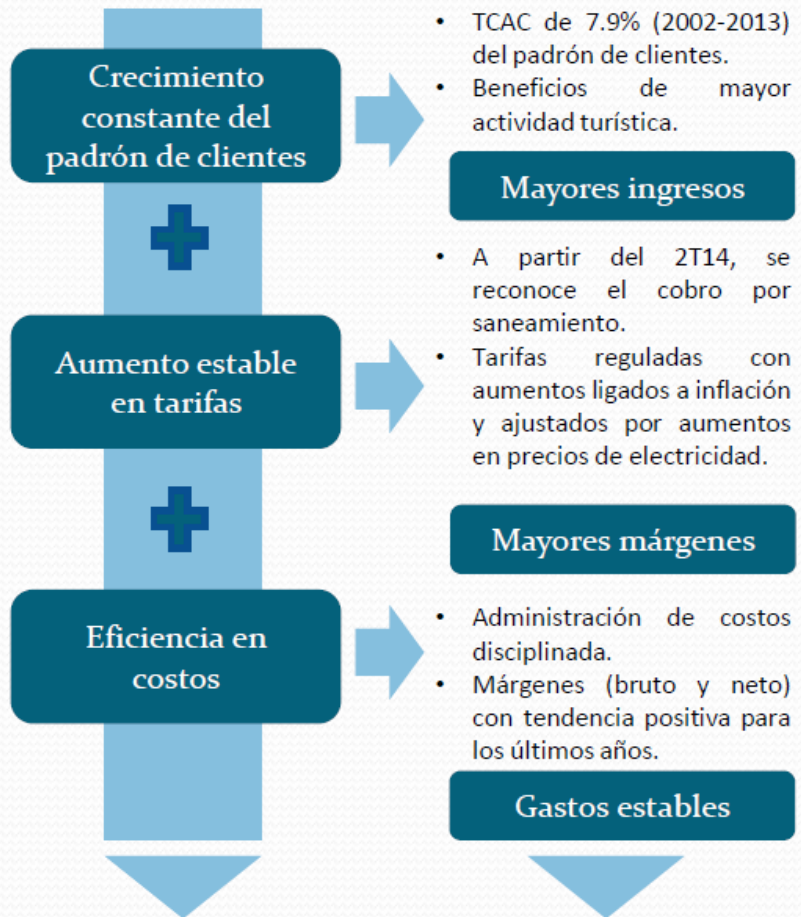 Crecimiento
constante del
padrón de clientes
• TCAC de 7.9% (2002-2013)
del padrón de clientes.
• Beneficios de mayor
actividad turística.
Mayores ingresos
Aumento estable
en tarifas
• A partir del 2T14, se
reconoce el cobro por
saneamiento.
• Tarifas reguladas con
aumentos ligados a inflación
y ajustados por aumentos
en precios de electricidad.
Mayores márgenes
Eficiencia en
costos
• Administración de costos
disciplinada.
• Márgenes (bruto y neto)
con tendencia positiva para
los últimos años.
Gastos estables